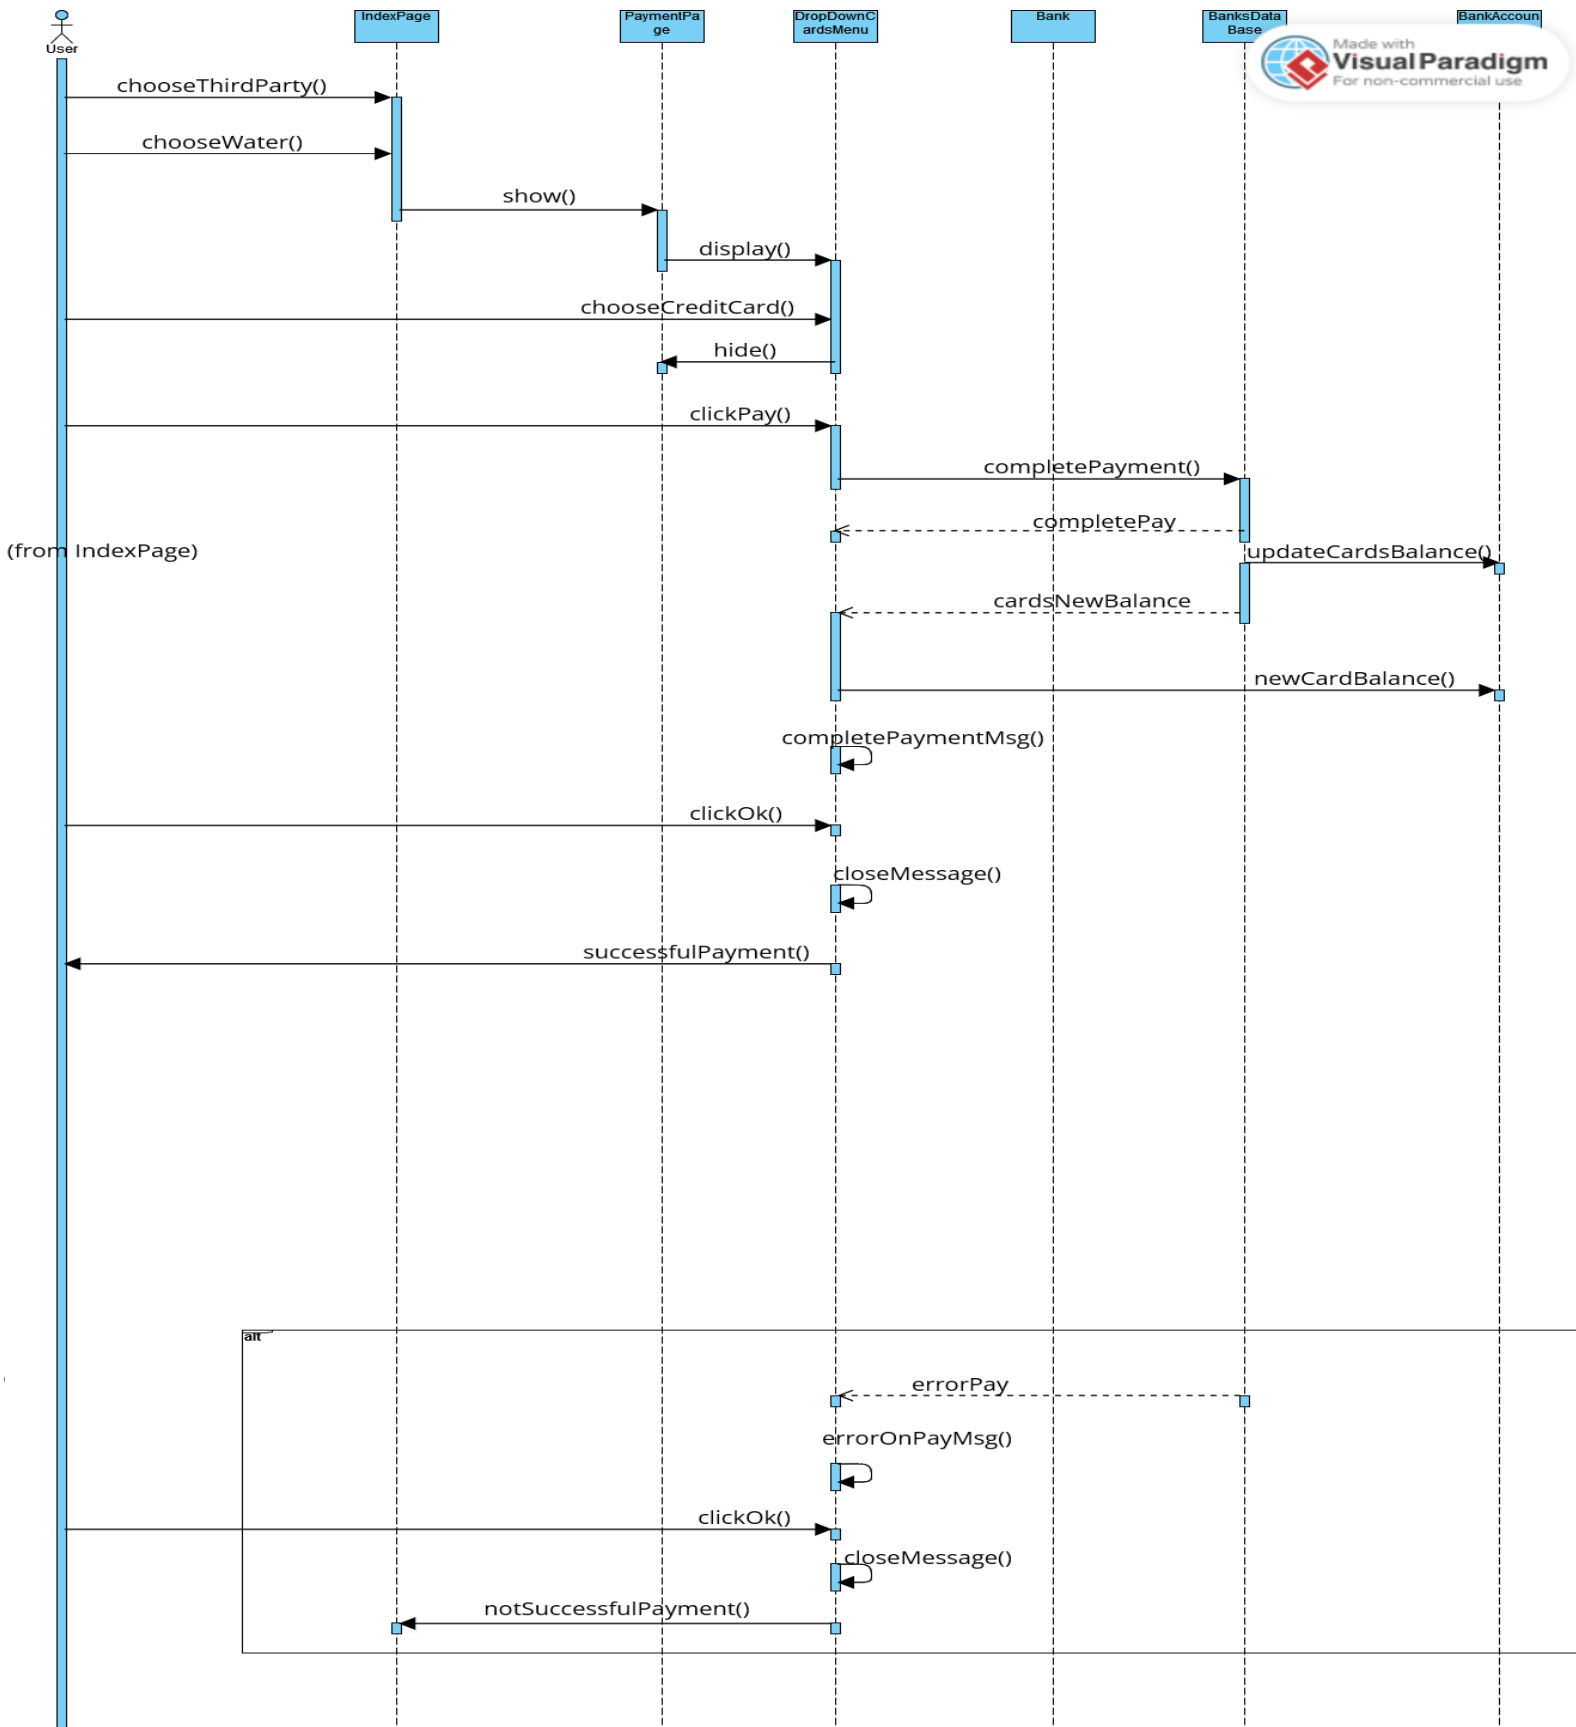 User
IndexPage
PaymentPa
ge
DropDownC
ardsMenu
Bank
BanksData
Base
BankAccoun
Made with
Visual Paradigm
For non-commercial use
chooseThirdParty()
chooseWater()
show()
display()
chooseCreditCard()
hide()
clickPay()
completePayment()
completePay
(from IndexPage)
updateCardsBalance()
cardsNewBalance
newCardBalance()
completePaymentMsg()
clickOk()
closeMessage()
successfulPayment()
alt
errorPay
errorOnPayMsg()
clickOk()
closeMessage()
notSuccessfulPayment()